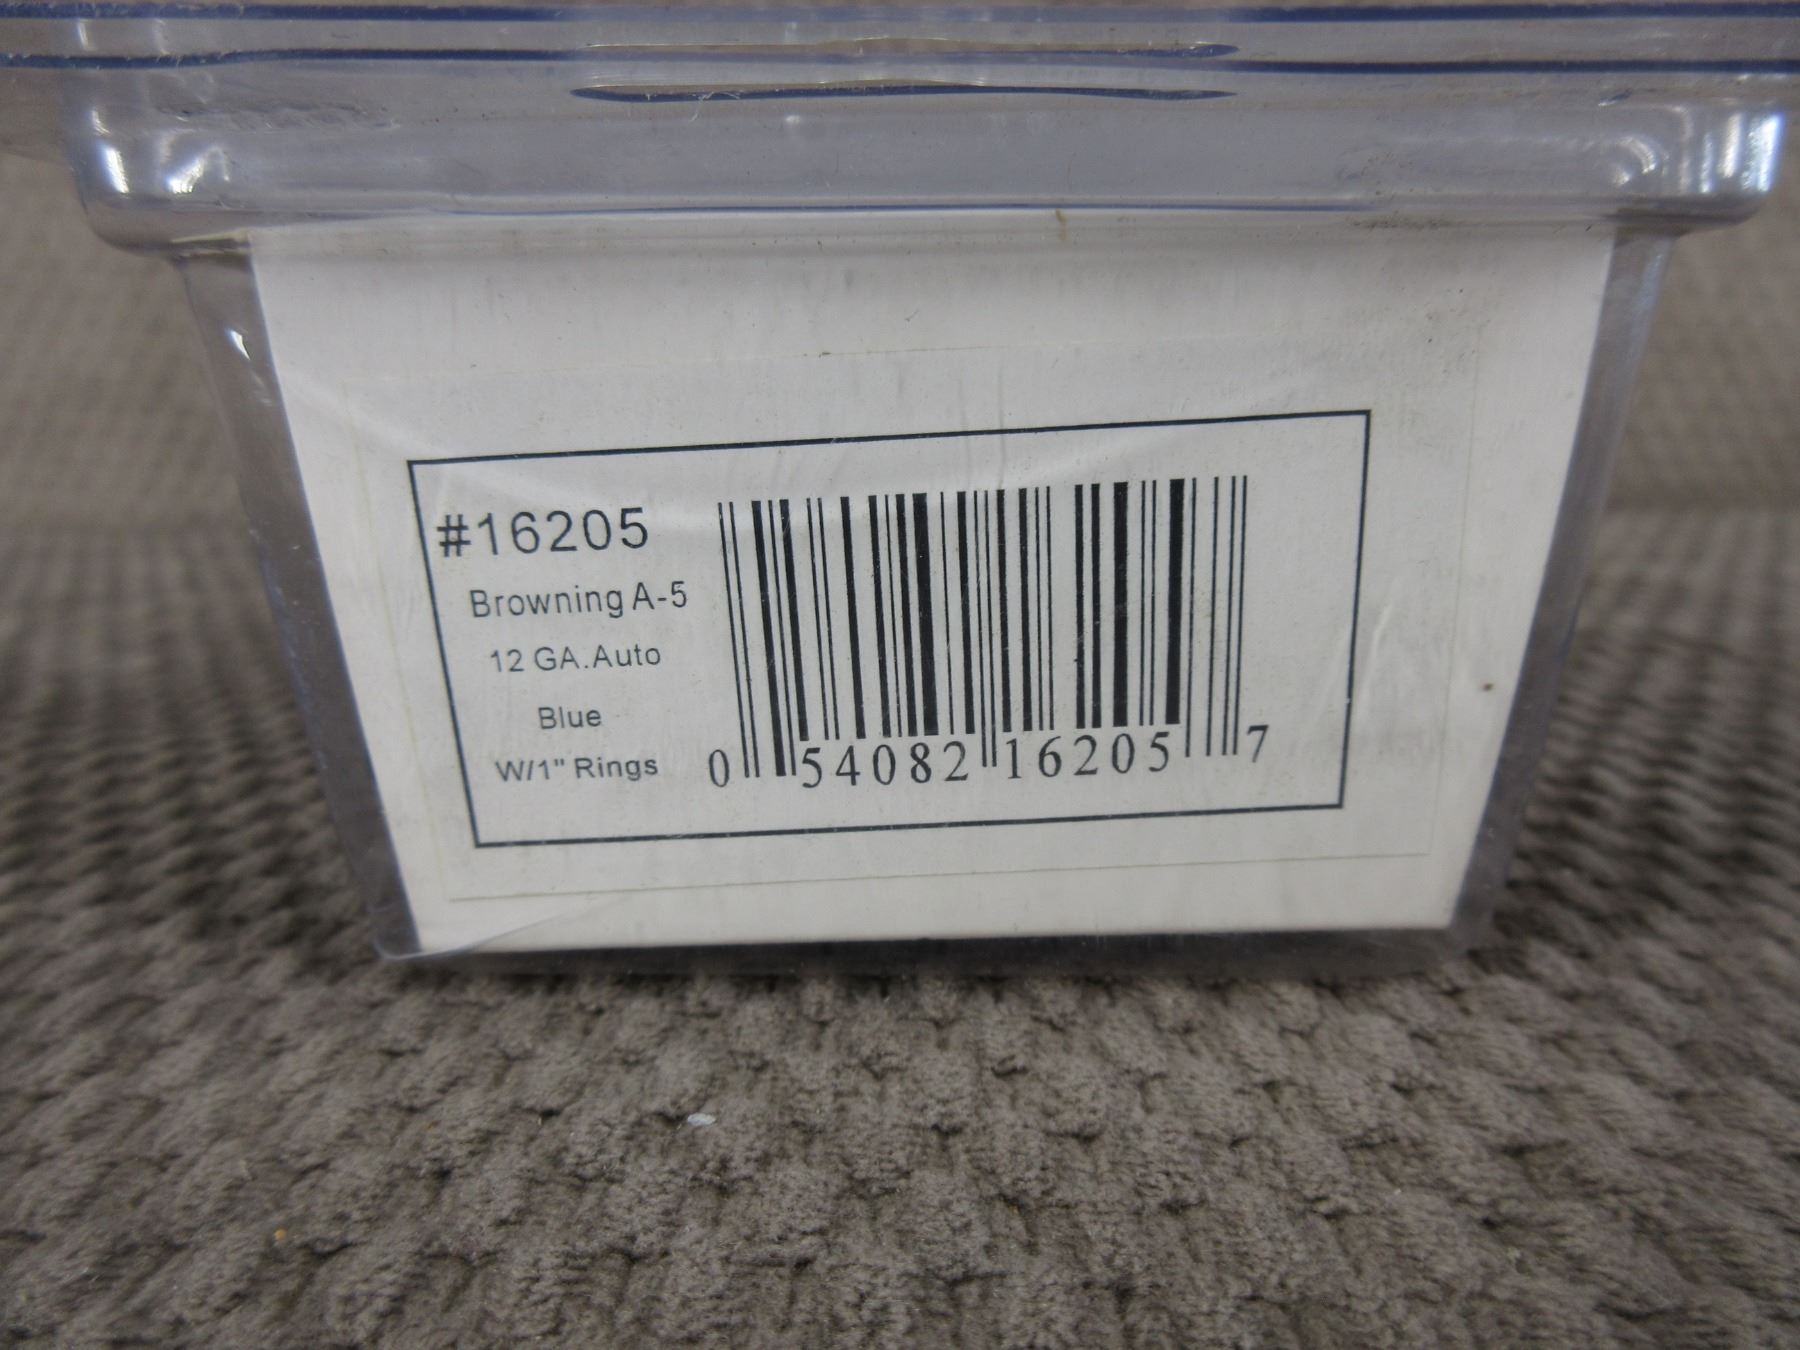 #16205
Browning A-5
12 GA.Auto
Blue
W/1" Rings
0 54082 16205 7